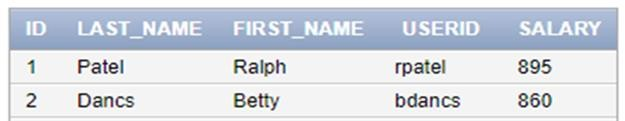 ID LAST_NAME FIRST_NAME USERID SALARY
1 Patel Ralph rpatel 895
2 Dancs Betty bdancs 860